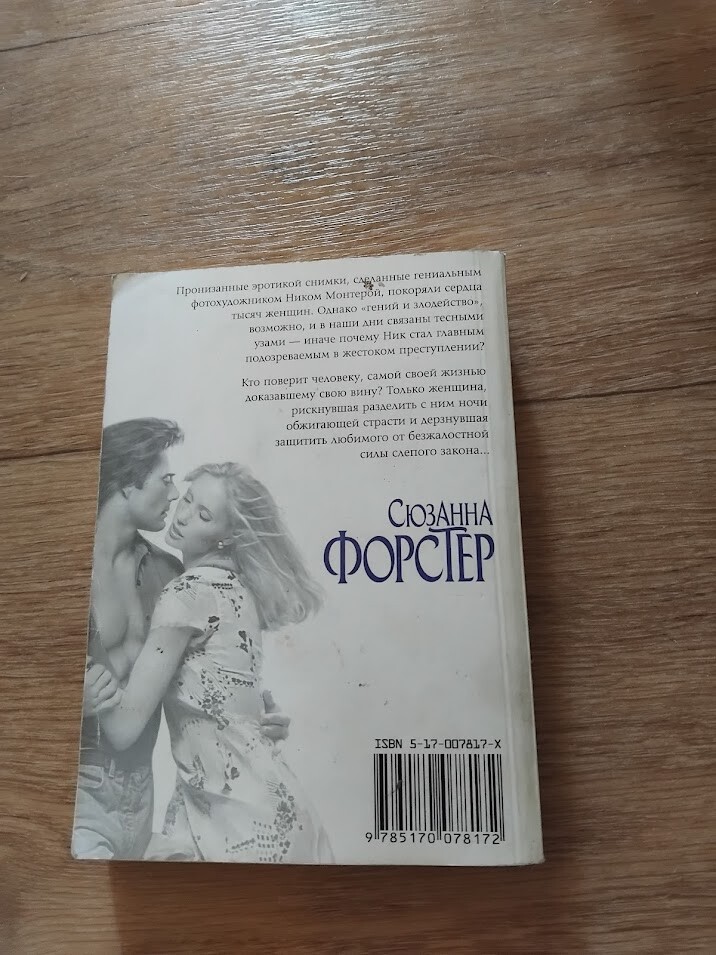 Пронизанные эротикой снимки, сделанные гениальным
фотохудожником Ником Монтерой, покоряли сердца
тысяч женщин. Однако «гений и злодейство»,
возможно, и в наши дни связаны тесными
узами — иначе почему Ник стал главным
подозреваемым в жестоком преступлении?
Кто поверит человеку, самой своей жизнью
доказавшему свою вину? Только женщина,
рискнувшая разделить с ним ночи
обжигающей страсти и дерзнувшая
защитить любимого от безжалостной
силы слепого закона...
СЮЗАННА
ФОРСТЕР
ISBN 5-17-007817-X
9 785170 078172